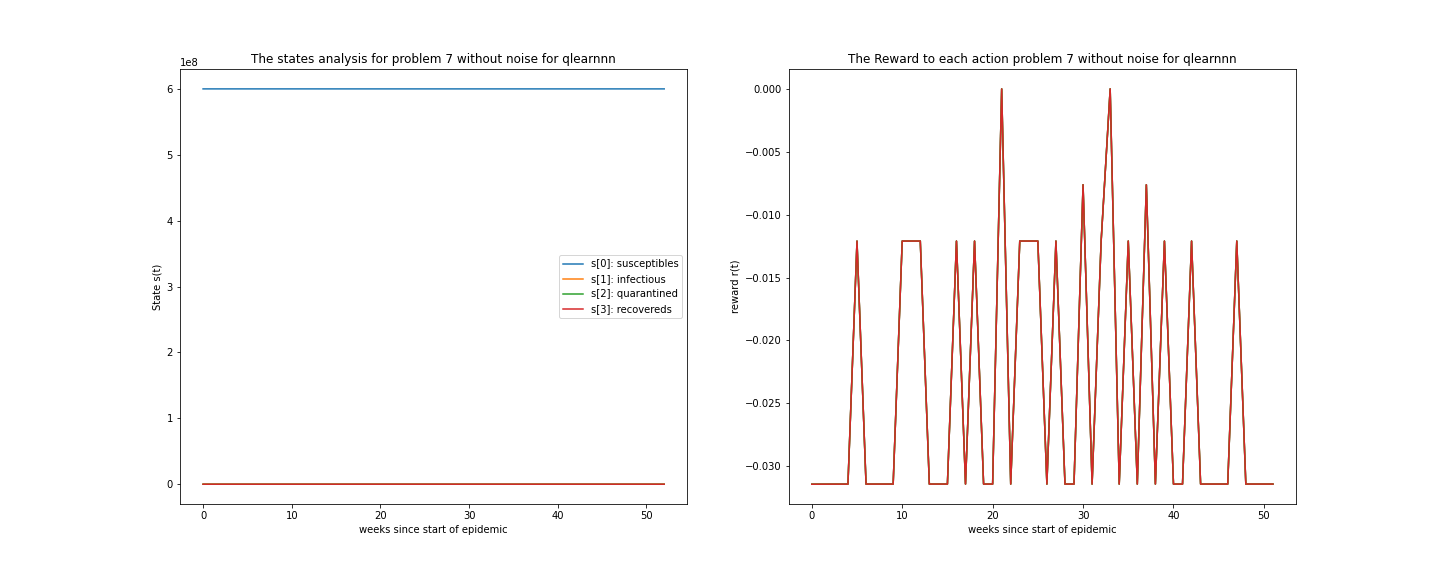 The states analysis for problem 7 without noise for qlearnnn
1e8
6
5
4
3
2
1
0
State s(t)
s[0]: susceptibles
s[1]: infectious
s[2]: quarantined
s[3]: recovereds
0 10 20 30 40 50
weeks since start of epidemic
The Reward to each action problem 7 without noise for qlearnnn
0.000
−0.005
−0.010
−0.015
−0.020
−0.025
−0.030
reward r(t)
0 10 20 30 40 50
weeks since start of epidemic